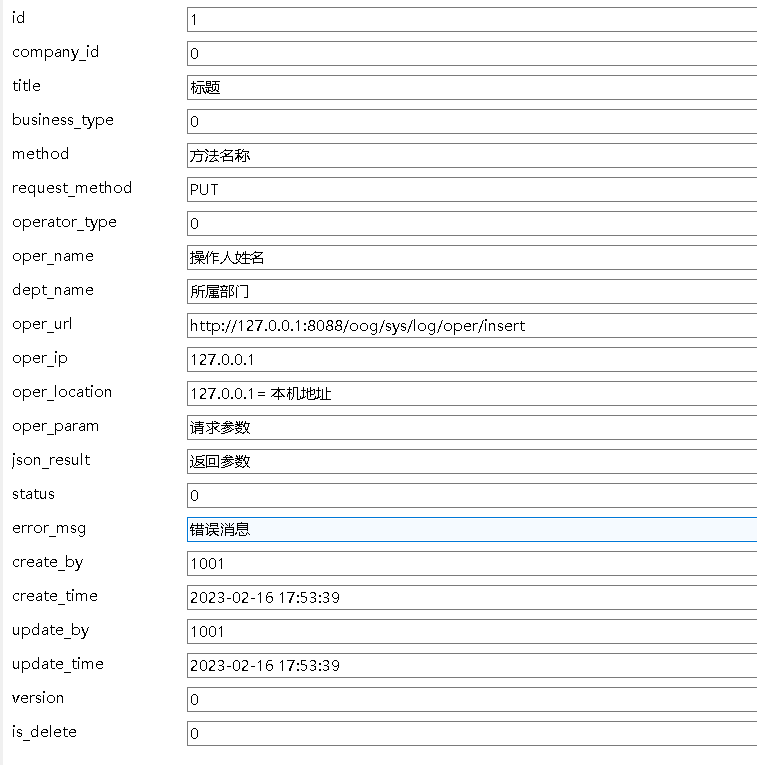 id 1
company_id 0
title 标题
business_type 0
method 方法名称
request_method PUT
operator_type 0
oper_name 操作人姓名
dept_name 所属部门
oper_url http://127.0.0.1:8088/oog/sys/log/oper/insert
oper_ip 127.0.0.1
oper_location 127.0.0.1= 本机地址
oper_param 请求参数
json_result 返回参数
status 0
error_msg 错误消息
create_by 1001
create_time 2023-02-16 17:53:39
update_by 1001
update_time 2023-02-16 17:53:39
version 0
is_delete 0